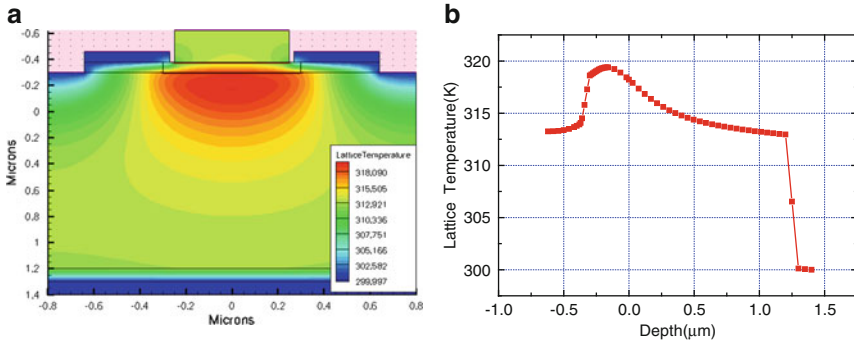 a
-0.6
-0.4
-0.2
0
0.2
0.4
0.6
0.8
1
1.2
1.4
Microns
-0.8 -0.6 -0.4 -0.2 0 0.2 0.4 0.6 0.8
Microns
LatticeTemperature
318,090
315,505
312,921
310,336
307,751
305,166
302,582
299,997
b
320
315
310
305
300
Lattice Temperature(K)
-1.0 -0.5 0.0 0.5 1.0 1.5
Depth(μm)